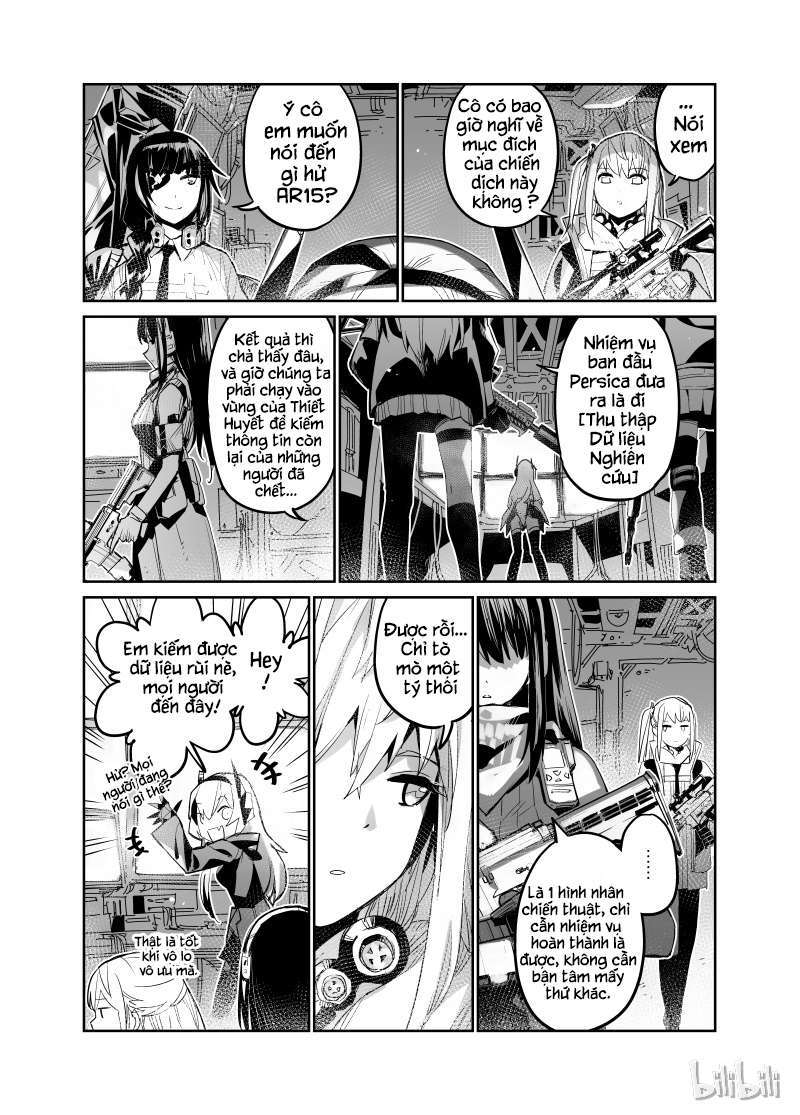 ...
Nói
xem
Cô có bao
giờ nghĩ về
mục đích
của chiến
dịch này
không ?
Ý cô
em muốn
nói đến
gì hử
AR15?
Nhiệm vụ
ban đầu
Persica đưa
ra là đi
[Thu thập
Dữ liệu
Nghiên
cứu]
Kết quả thì
chả thấy đâu,
và giờ chúng ta
phải chạy vào
vùng của Thiết
Huyết để kiếm
thông tin còn
lại của những
người đã
chết...
......
Là 1 hình nhân
chiến thuật, chỉ
cần nhiệm vụ
hoàn thành là
được, không cần
bận tâm mấy
thứ khác.
Được rồi...
Chỉ tò
mò một
tý thôi
Hey
!
Em kiếm được
dữ liệu rùi nè,
mọi người
đến đây!
Hử? Mọi
người đang
nói gì thế?
Thật là tốt
khi vô lo
vô ưu mà.
bilibili